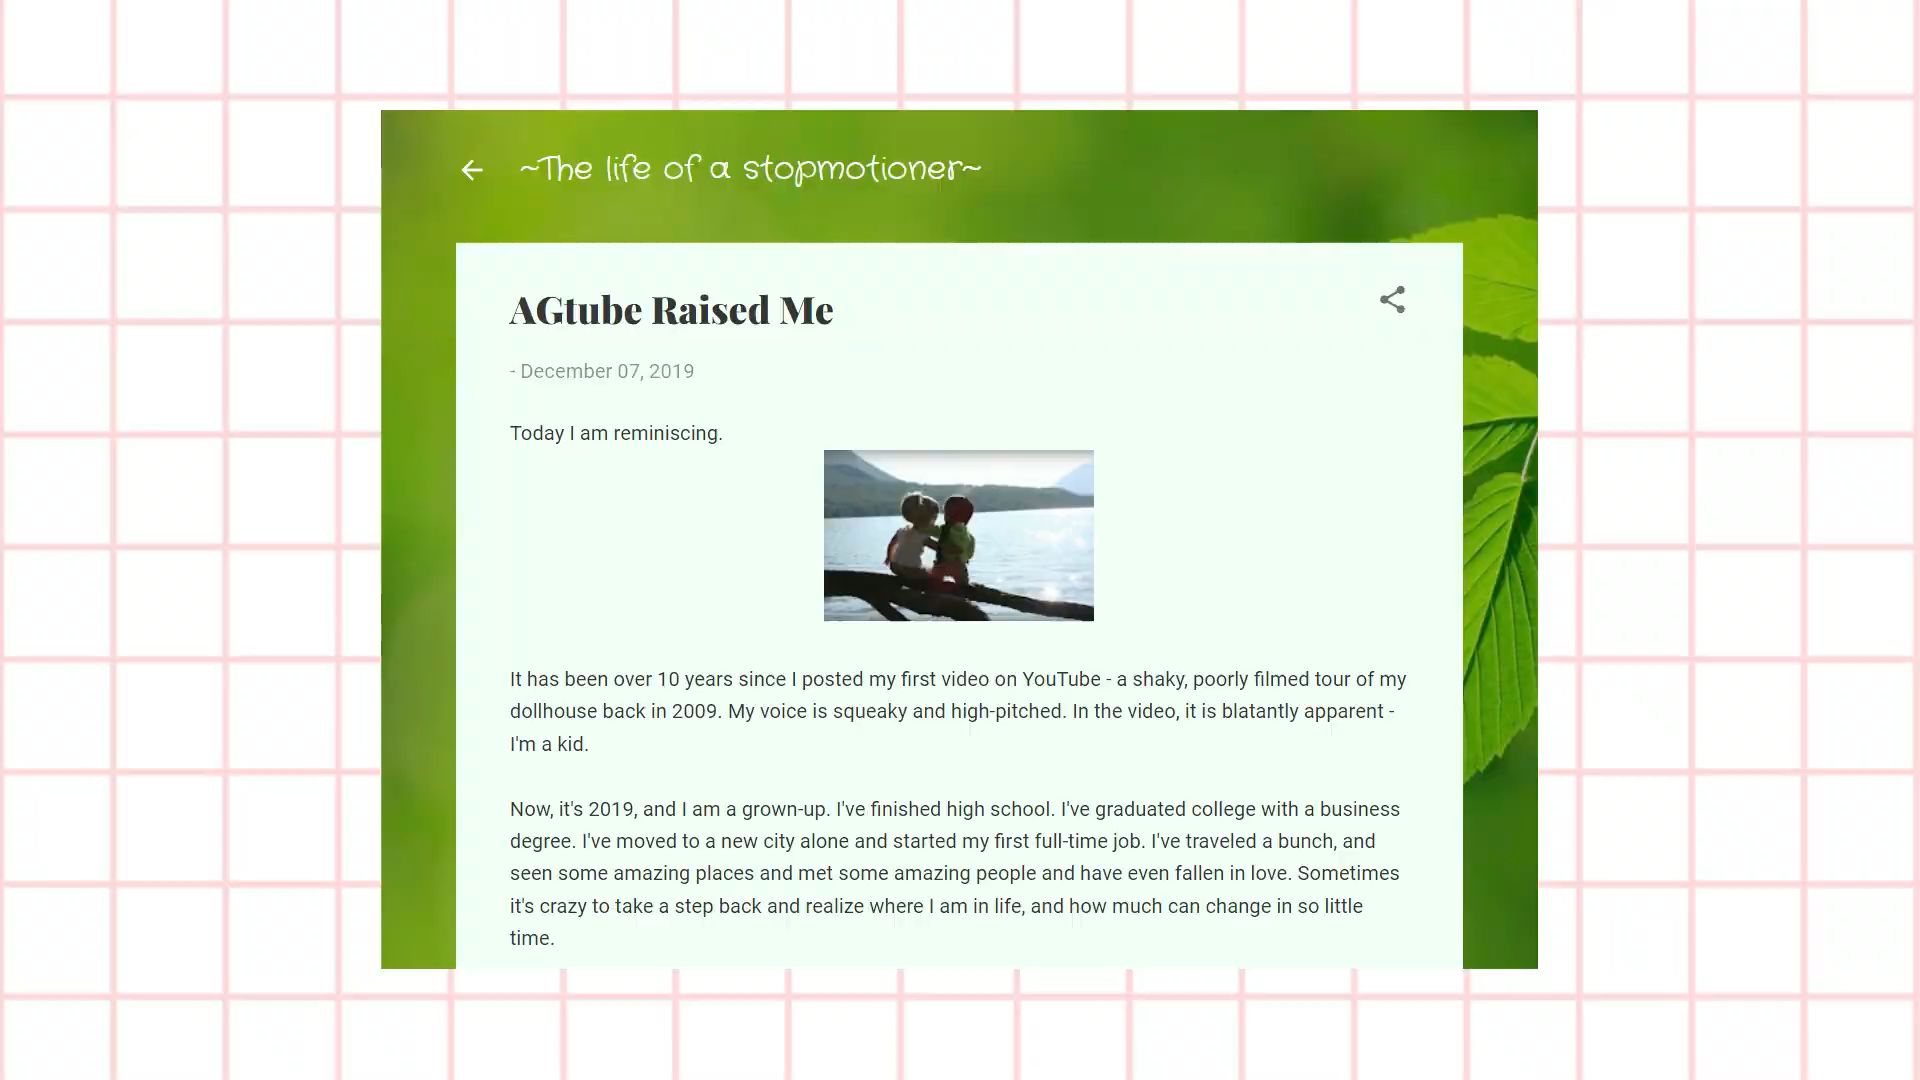 ~The life of a stopmotioner~
AGtube Raised Me
- December 07, 2019
Today I am reminiscing.
It has been over 10 years since I posted my first video on YouTube - a shaky, poorly filmed tour of my
dollhouse back in 2009. My voice is squeaky and high-pitched. In the video, it is blatantly apparent -
I'm a kid.
Now, it's 2019, and I am a grown-up. I've finished high school. I've graduated college with a business
degree. I've moved to a new city alone and started my first full-time job. I've traveled a bunch, and
seen some amazing places and met some amazing people and have even fallen in love. Sometimes
it's crazy to take a step back and realize where I am in life, and how much can change in so little
time.